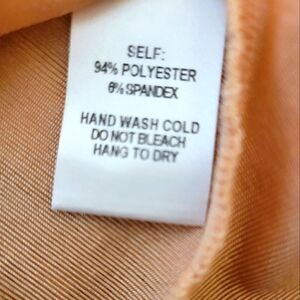 SELF:
94% POLYESTER
6% SPANDEX
HAND WASH COLD
DO NOT BLEACH
HANG TO DRY